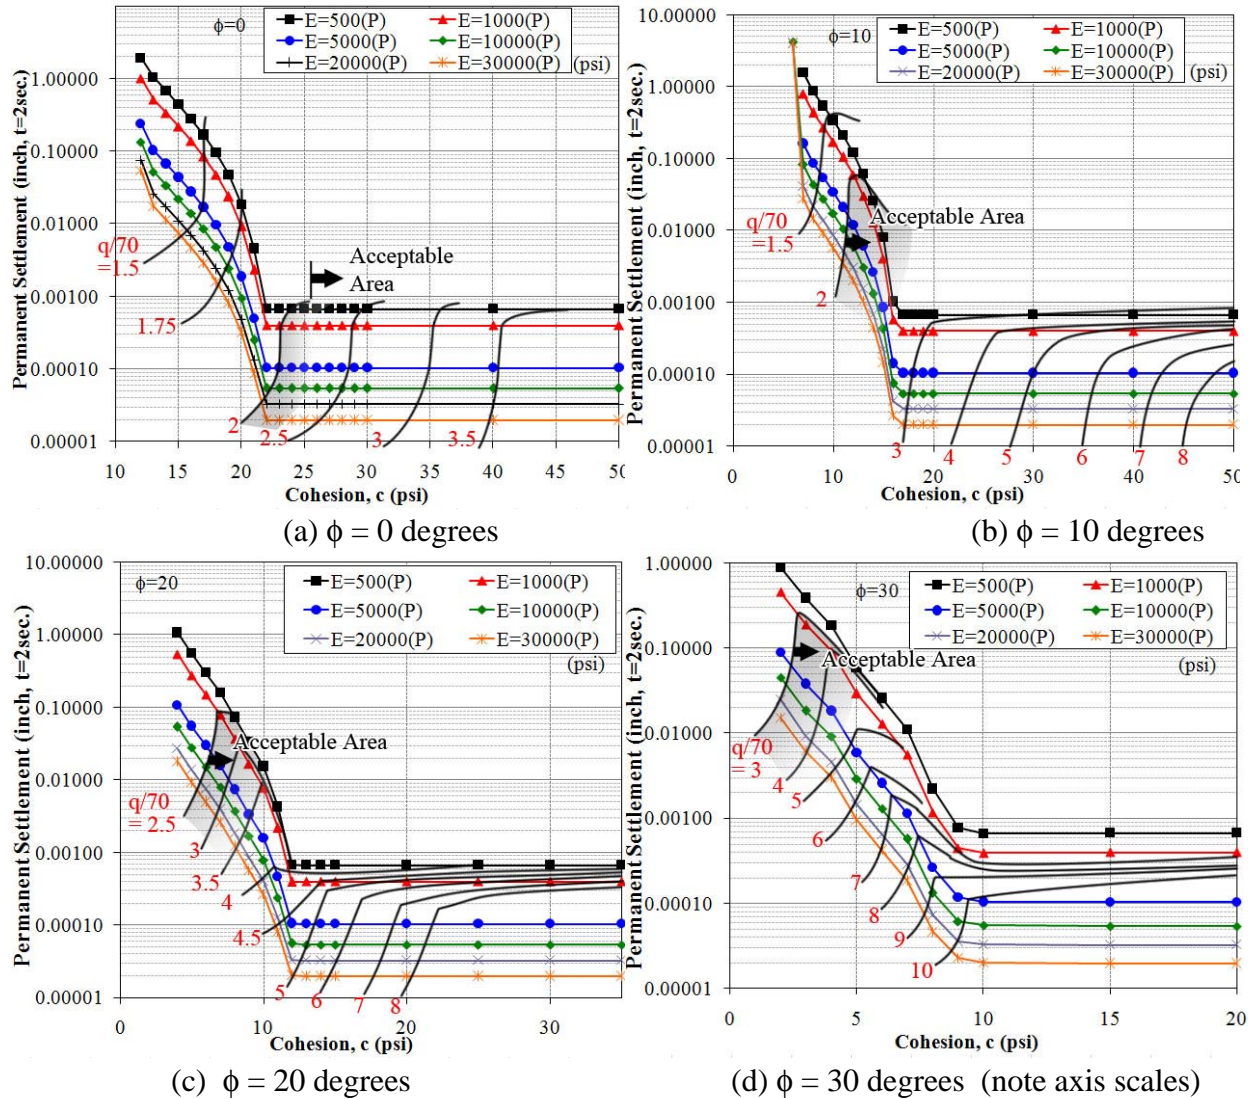 ϕ=0
E=500(P) E=1000(P)
E=5000(P) E=10000(P)
E=20000(P) E=30000(P)
(psi)
Permanent Settlement (inch, t=2sec.)
1.00000
0.10000
0.01000
0.00100
0.00010
0.00001
q/70
=1.5
1.75
2
2.5
3
3.5
Acceptable
Area
10 20 30 40 50
Cohesion, c (psi)
(a) ϕ = 0 degrees
ϕ=10
E=500(P) E=1000(P)
E=5000(P) E=10000(P)
E=20000(P) E=30000(P)
(psi)
Permanent Settlement (inch, t=2sec.)
10.00000
1.00000
0.10000
0.01000
0.00100
0.00010
0.00001
q/70
=1.5
Acceptable Area
2
3 4 5 6 7 8
0 10 20 30 40 50
Cohesion, c (psi)
(b) ϕ = 10 degrees
ϕ=20
E=500(P) E=1000(P)
E=5000(P) E=10000(P)
E=20000(P) E=30000(P)
(psi)
Permanent Settlement (inch, t=2sec.)
10.00000
1.00000
0.10000
0.01000
0.00100
0.00010
0.00001
Acceptable Area
q/70
= 2.5
3
3.5
4
4.5
5 6 7 8
0 10 20 30
Cohesion, c (psi)
(c) ϕ = 20 degrees
ϕ=30
E=500(P) E=1000(P)
E=5000(P) E=10000(P)
E=20000(P) E=30000(P)
(psi)
Permanent Settlement (inch, t=2sec.)
1.00000
0.10000
0.01000
0.00100
0.00010
0.00001
Acceptable Area
q/70
= 3
4
5
6
7
8
9
10
0 5 10 15 20
Cohesion, c (psi)
(d) ϕ = 30 degrees (note axis scales)